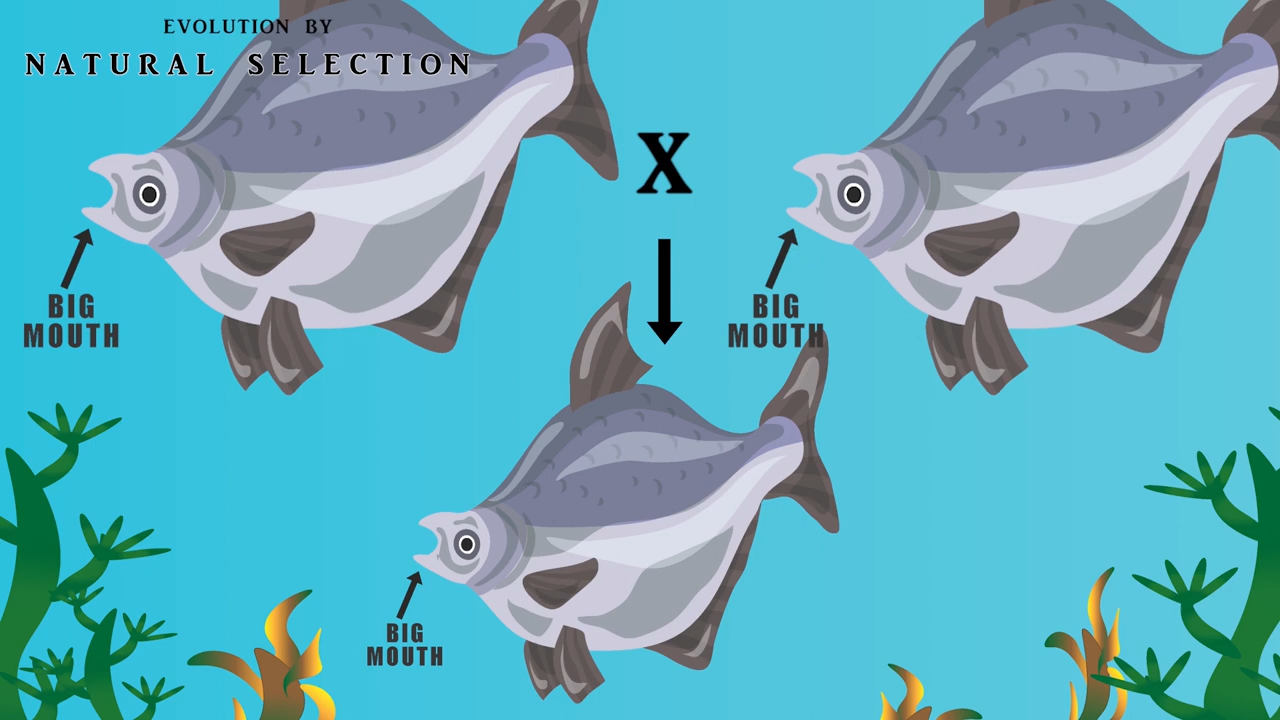 EVOLUTION BY
NATURAL SELECTION
X
BIG
MOUTH
BIG
MOUTH
BIG
MOUTH